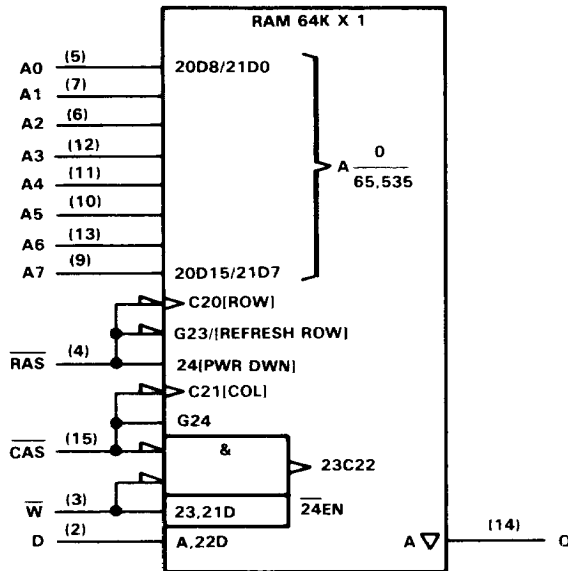 RAM 64K X 1
A0 (5) 20D8/21D0
A1 (7)
A2 (6)
A3 (12)
A4 (11)
A5 (10)
A6 (13)
A7 (9) 20D15/21D7
A 0
65,535
C20[ROW]
G23/[REFRESH ROW]
RAS (4) 24[PWR DWN]
C21[COL]
G24
CAS (15) &
23C22
W (3) 23,21D 24EN
D (2) A,22D A ▽ (14) Q